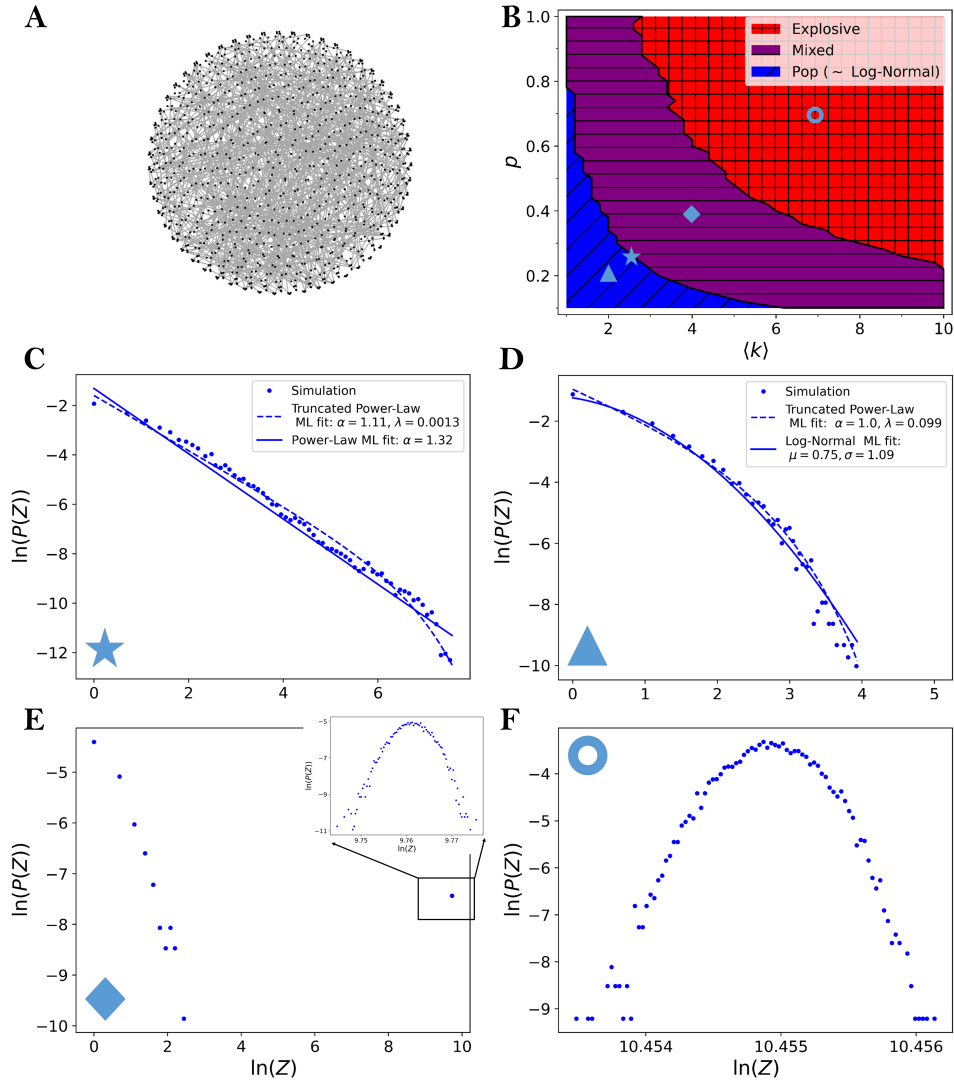 A
B
1.0
0.8
0.6
0.4
0.2
p
Explosive
Mixed
Pop ( ~ Log-Normal)
2
4
6
8
10
⟨k⟩
C
−2
−4
−6
−8
−10
−12
ln(P(Z))
Simulation
Truncated Power-Law
ML fit: α = 1.11, λ = 0.0013
Power-Law ML fit: α = 1.32
0
2
4
6
D
−2
−4
−6
−8
−10
ln(P(Z))
Simulation
Truncated Power-Law
ML fit: α = 1.0, λ = 0.099
Log-Normal ML fit:
μ = 0.75, σ = 1.09
0
1
2
3
4
5
E
−5
−6
−7
−8
−9
−10
ln(P(Z))
−5
−7
−9
−11
ln(P(Z))
9.75
9.76
9.77
ln(Z)
0
2
4
6
8
10
ln(Z)
F
−4
−5
−6
−7
−8
−9
ln(P(Z))
10.454
10.455
10.456
ln(Z)